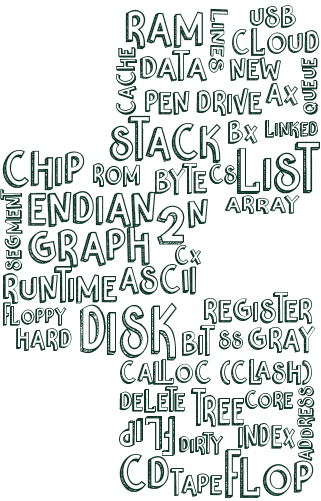 RAM
LINES
USB
CLOUD
CACHE
DATA
NEW
QUEUE
PEN DRIVE
AX
STACK
BX
LINKED
LIST
CHIP
ROM
BYTE
CS
SEGMENT
ENDIAN
2
N
ARRAY
GRAPH
CX
RUNTIME
ASCII
FLOPPY
HARD
DISK
REGISTER
BIT
SS
GRAY
CALLOC
(CLASH)
DELETE
TREE
CORE
ADDRESS
FLIP
DIRTY
INDEX
CD
TAPE
FLOP